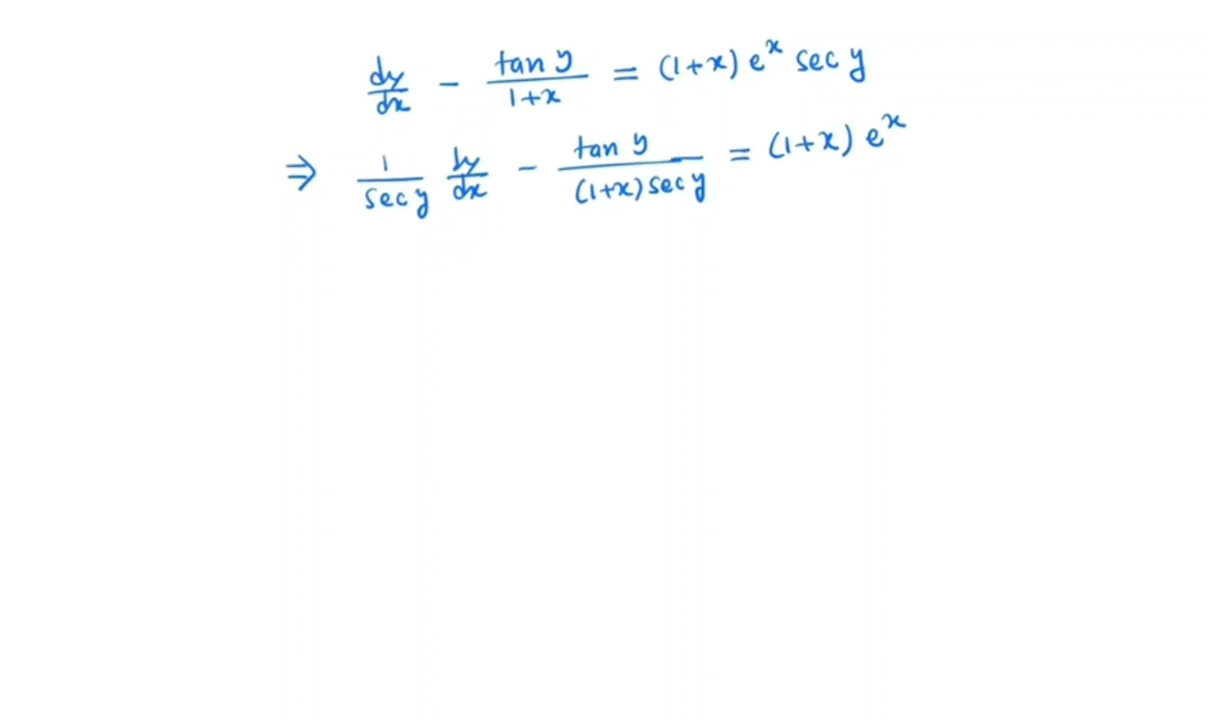 dy/dx - tan y/1+x = (1+x) e^x sec y
⇒ 1/sec y dy/dx - tan y/(1+x) sec y = (1+x) e^x